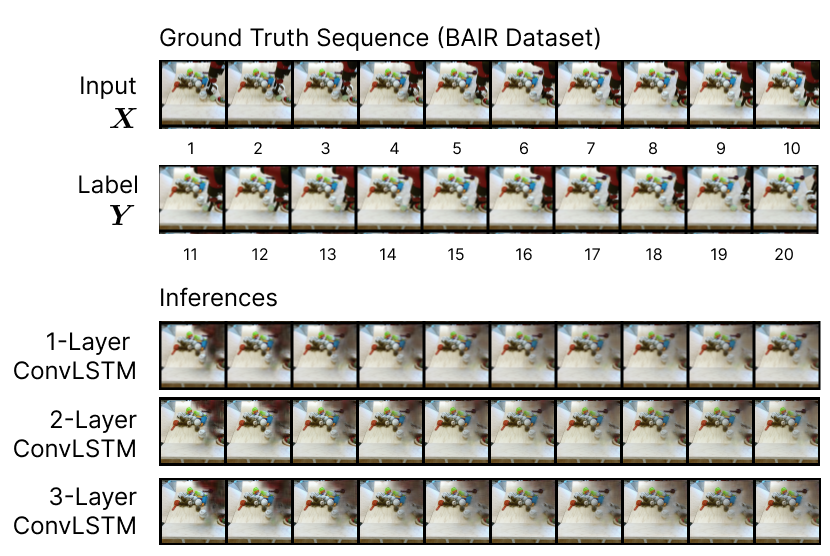 Ground Truth Sequence (BAIR Dataset)
Input
X
1 2 3 4 5 6 7 8 9 10
Label
Y
11 12 13 14 15 16 17 18 19 20
Inferences
1-Layer
ConvLSTM
2-Layer
ConvLSTM
3-Layer
ConvLSTM